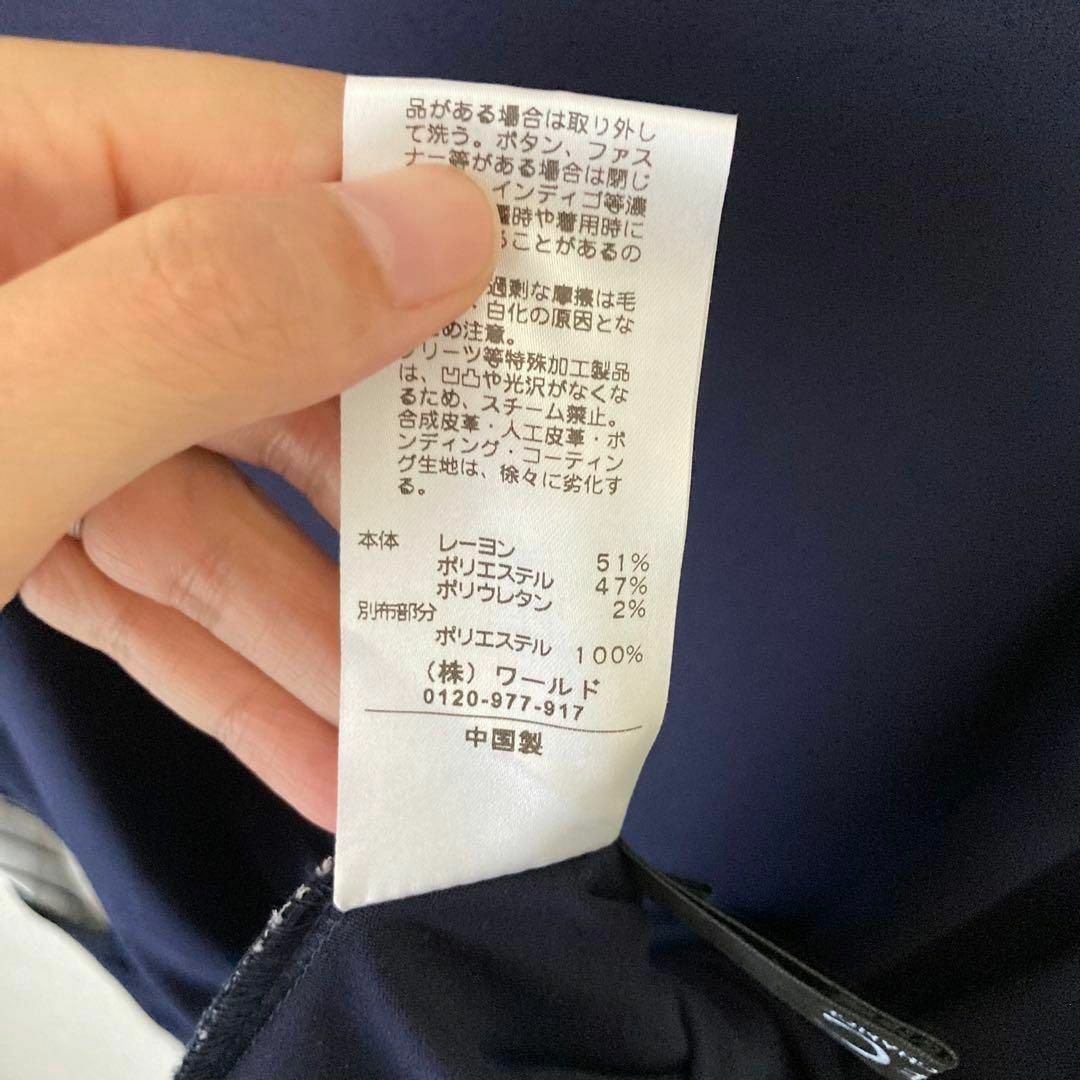 品がある場合は取り外し
て洗う。ボタン、ファス
ナー等がある場合は閉じ
インディゴ等濃
時や着用時に
ることがあるの
過剰な摩擦は毛
白化の原因とな
め注意。
プリーツ等特殊加工製品
は、凹凸や光沢がなくな
るため、スチーム禁止。
合成皮革・人工皮革・ボ
ンディング・コーティン
グ生地は、徐々に劣化す
る。
本体 レーヨン 51%
ポリエステル 47%
ポリウレタン 2%
別布部分
ポリエステル 100%
（株）ワールド
0120-977-917
中国製